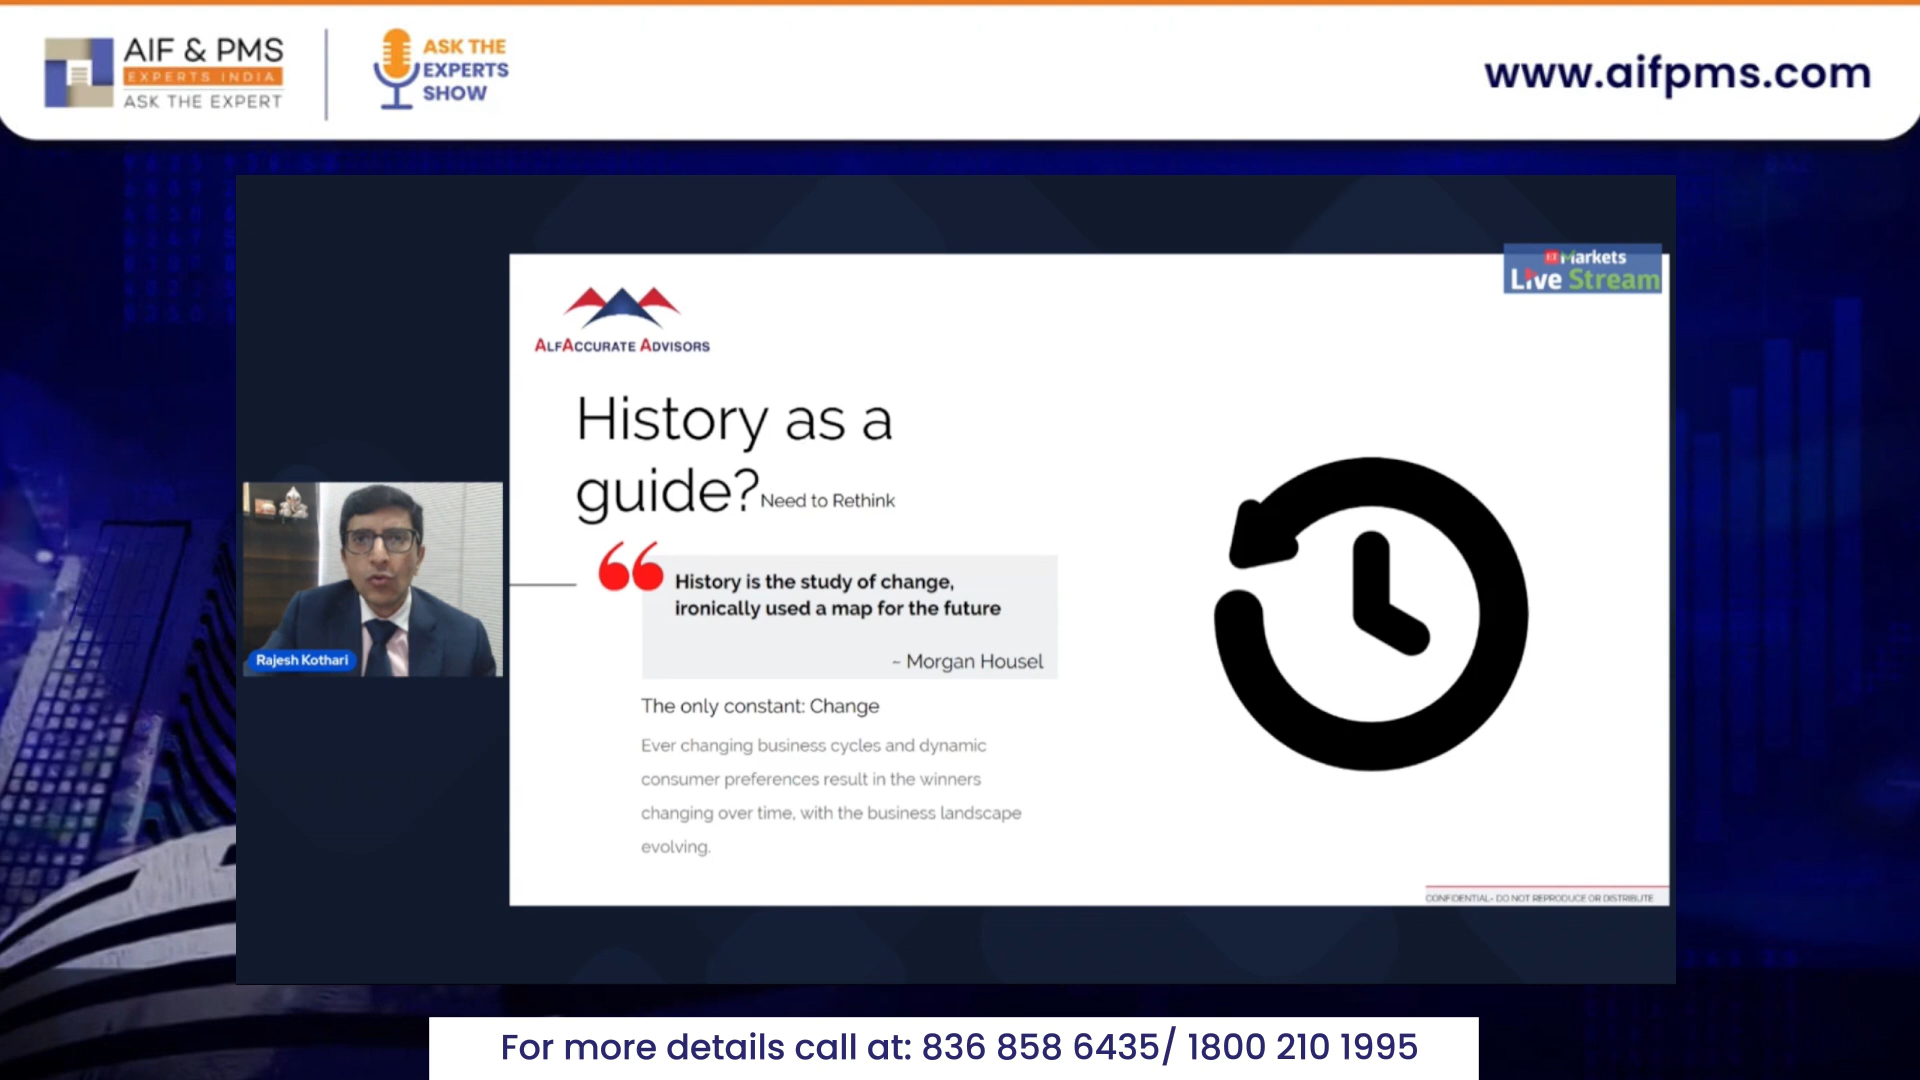 AIF & PMS
EXPERTS INDIA
ASK THE EXPERT
ASK THE
EXPERTS
SHOW
www.aifpms.com
ET Markets
Live Stream
ALFACCURATE ADVISORS
History as a
guide? Need to Rethink
History is the study of change,
ironically used a map for the future
~ Morgan Housel
The only constant: Change
Ever changing business cycles and dynamic
consumer preferences result in the winners
changing over time, with the business landscape
evolving.
Rajesh Kothari
CONFIDENTIAL- DO NOT REPRODUCE OR DISTRIBUTE
For more details call at: 836 858 6435/ 1800 210 1995